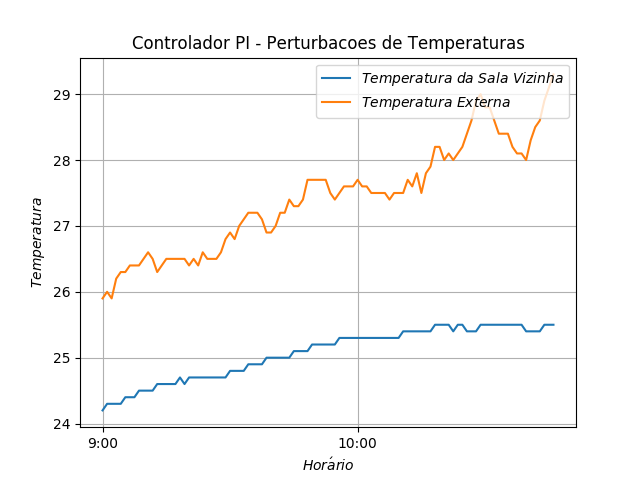 Controlador PI - Perturbacoes de Temperaturas
Temperatura da Sala Vizinha
Temperatura Externa
29
28
27
26
25
24
Temperatura
9:00
10:00
Horário